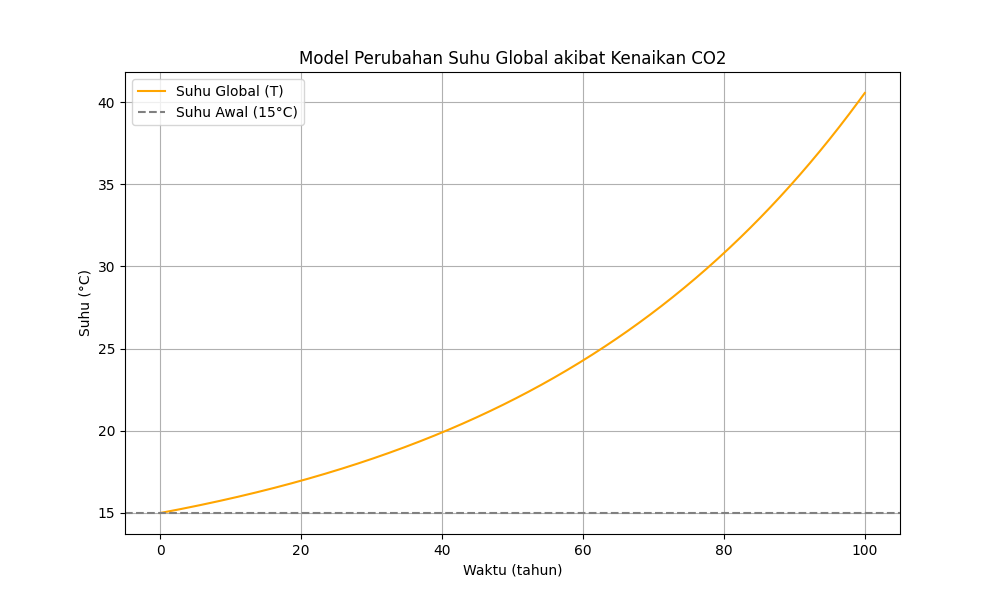 Model Perubahan Suhu Global akibat Kenaikan CO2
Suhu Global (T)
Suhu Awal (15°C)
Suhu (°C)
40
35
30
25
20
15
0 20 40 60 80 100
Waktu (tahun)